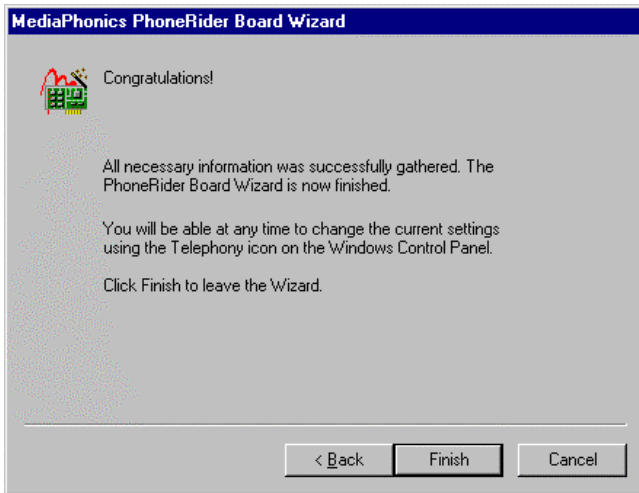 MediaPhonics PhoneRider Board Wizard
Congratulations!
All necessary information was successfully gathered. The
PhoneRider Board Wizard is now finished.
You will be able at any time to change the current settings
using the Telephony icon on the Windows Control Panel.
Click Finish to leave the Wizard.
< Back Finish Cancel